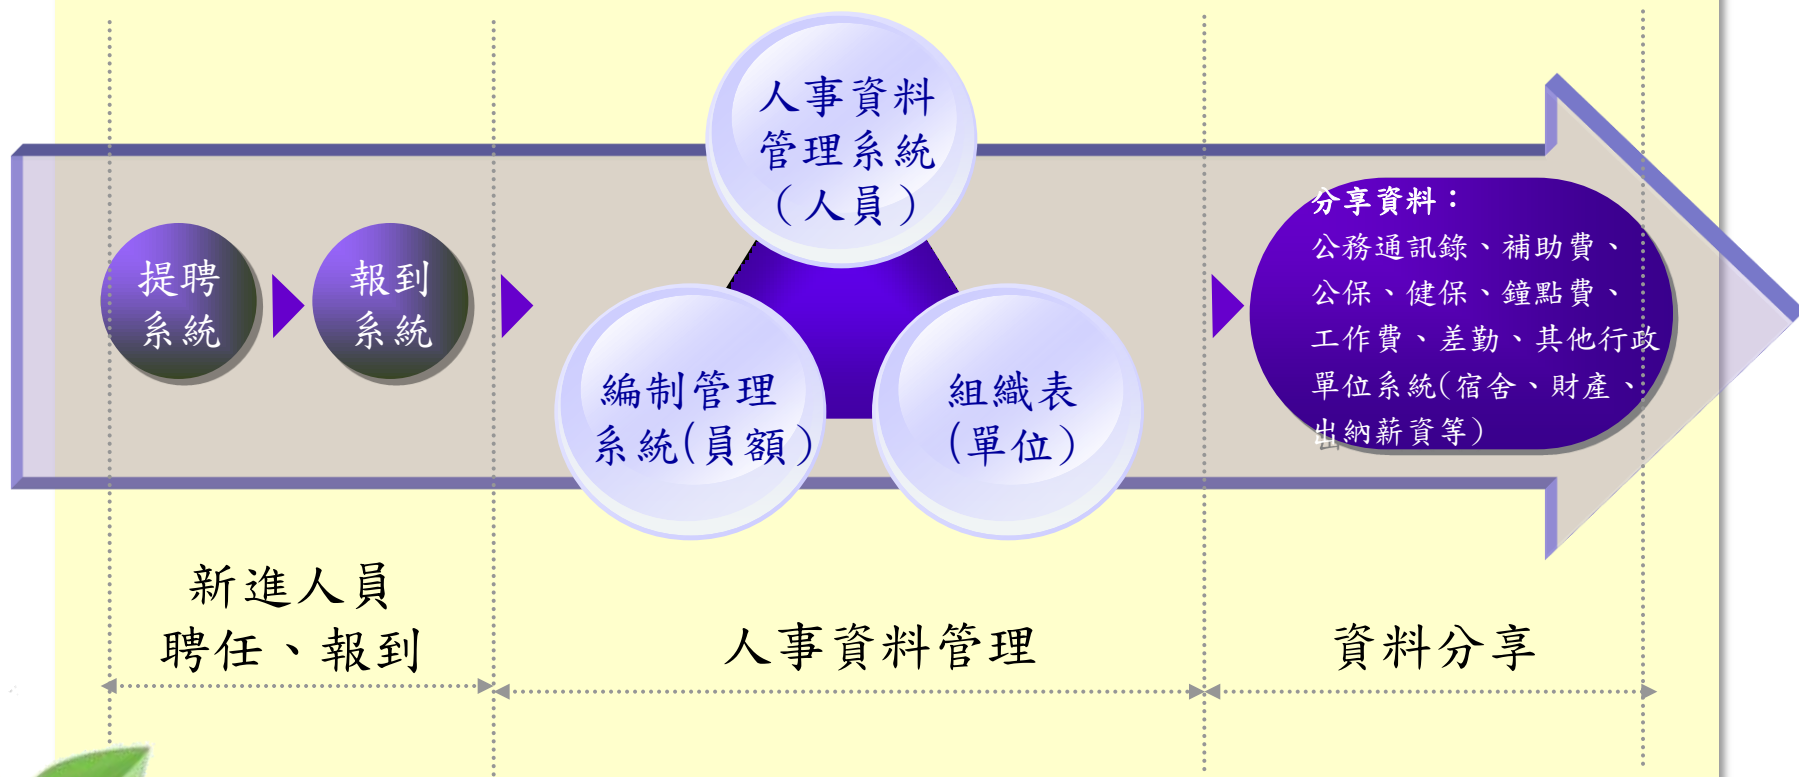 提聘
系統
報到
系統
人事資料
管理系統
（人員）
編制管理
系統(員額)
組織表
(單位)
分享資料：
公務通訊錄、補助費、
公保、健保、鐘點費、
工作費、差勤、其他行政
單位系統(宿舍、財產、
出納薪資等)
新進人員
聘任、報到
人事資料管理
資料分享